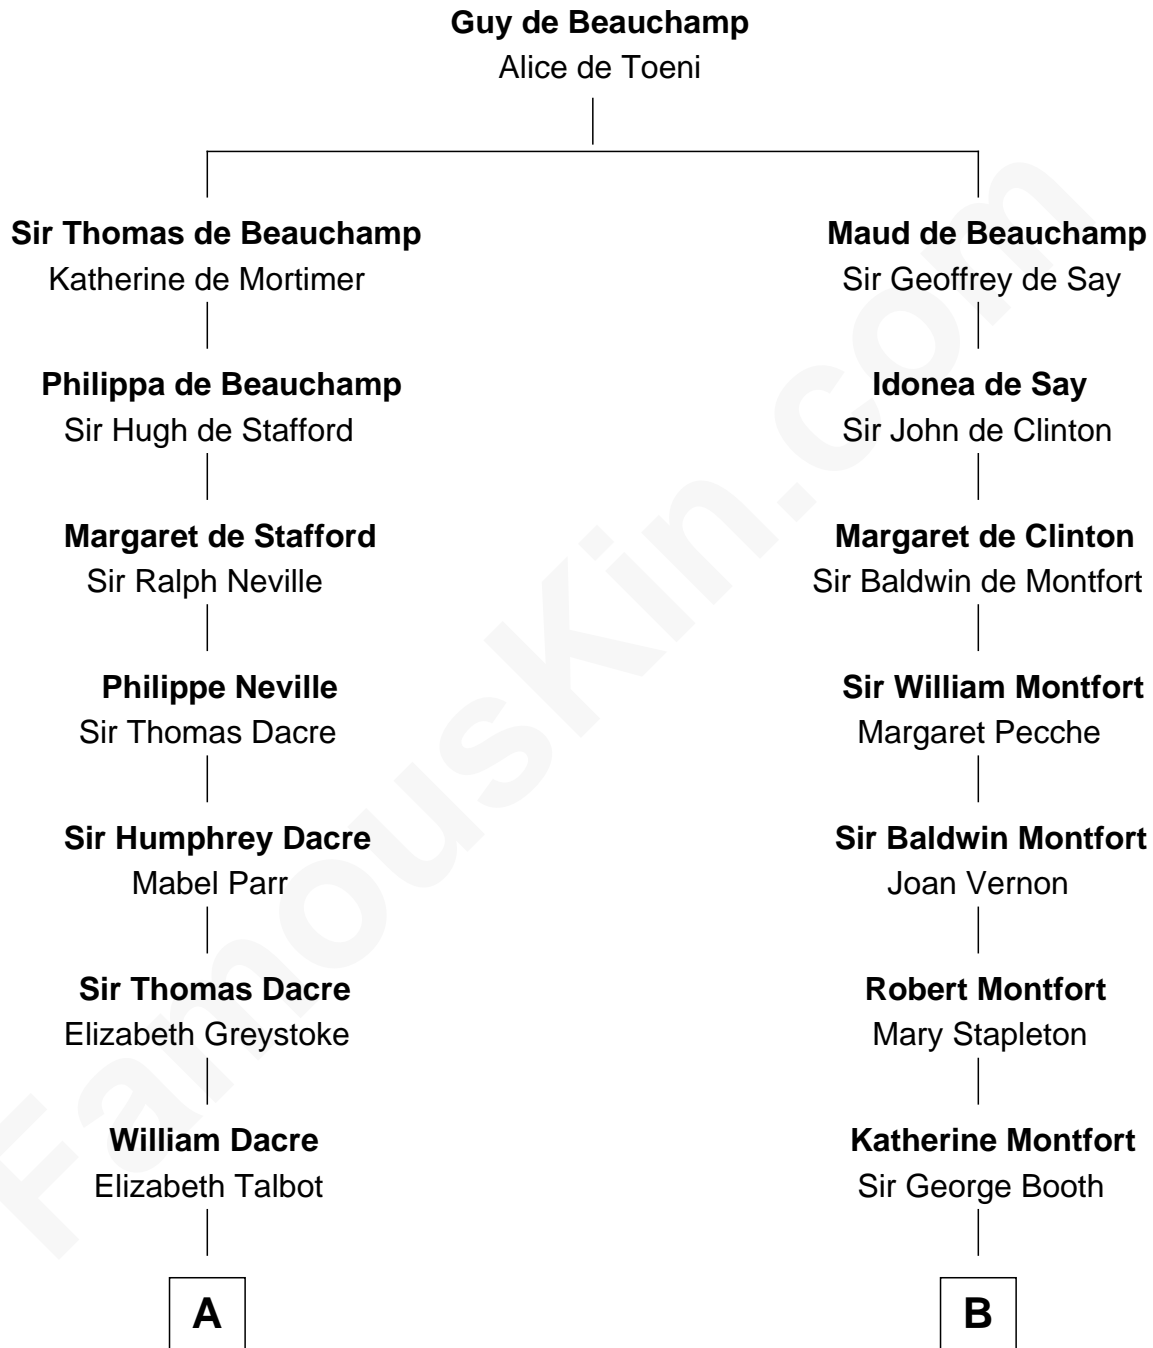 Guy de Beauchamp
Alice de Toeni
Sir Thomas de Beauchamp
Katherine de Mortimer
Maud de Beauchamp
Sir Geoffrey de Say
Philippa de Beauchamp
Sir Hugh de Stafford
Idonea de Say
Sir John de Clinton
Margaret de Stafford
Sir Ralph Neville
Margaret de Clinton
Sir Baldwin de Montfort
Philippe Neville
Sir Thomas Dacre
Sir William Montfort
Margaret Pecche
Sir Humphrey Dacre
Mabel Parr
Sir Baldwin Montfort
Joan Vernon
Sir Thomas Dacre
Elizabeth Greystoke
Robert Montfort
Mary Stapleton
William Dacre
Elizabeth Talbot
Katherine Montfort
Sir George Booth
A
B
FamousKin.com